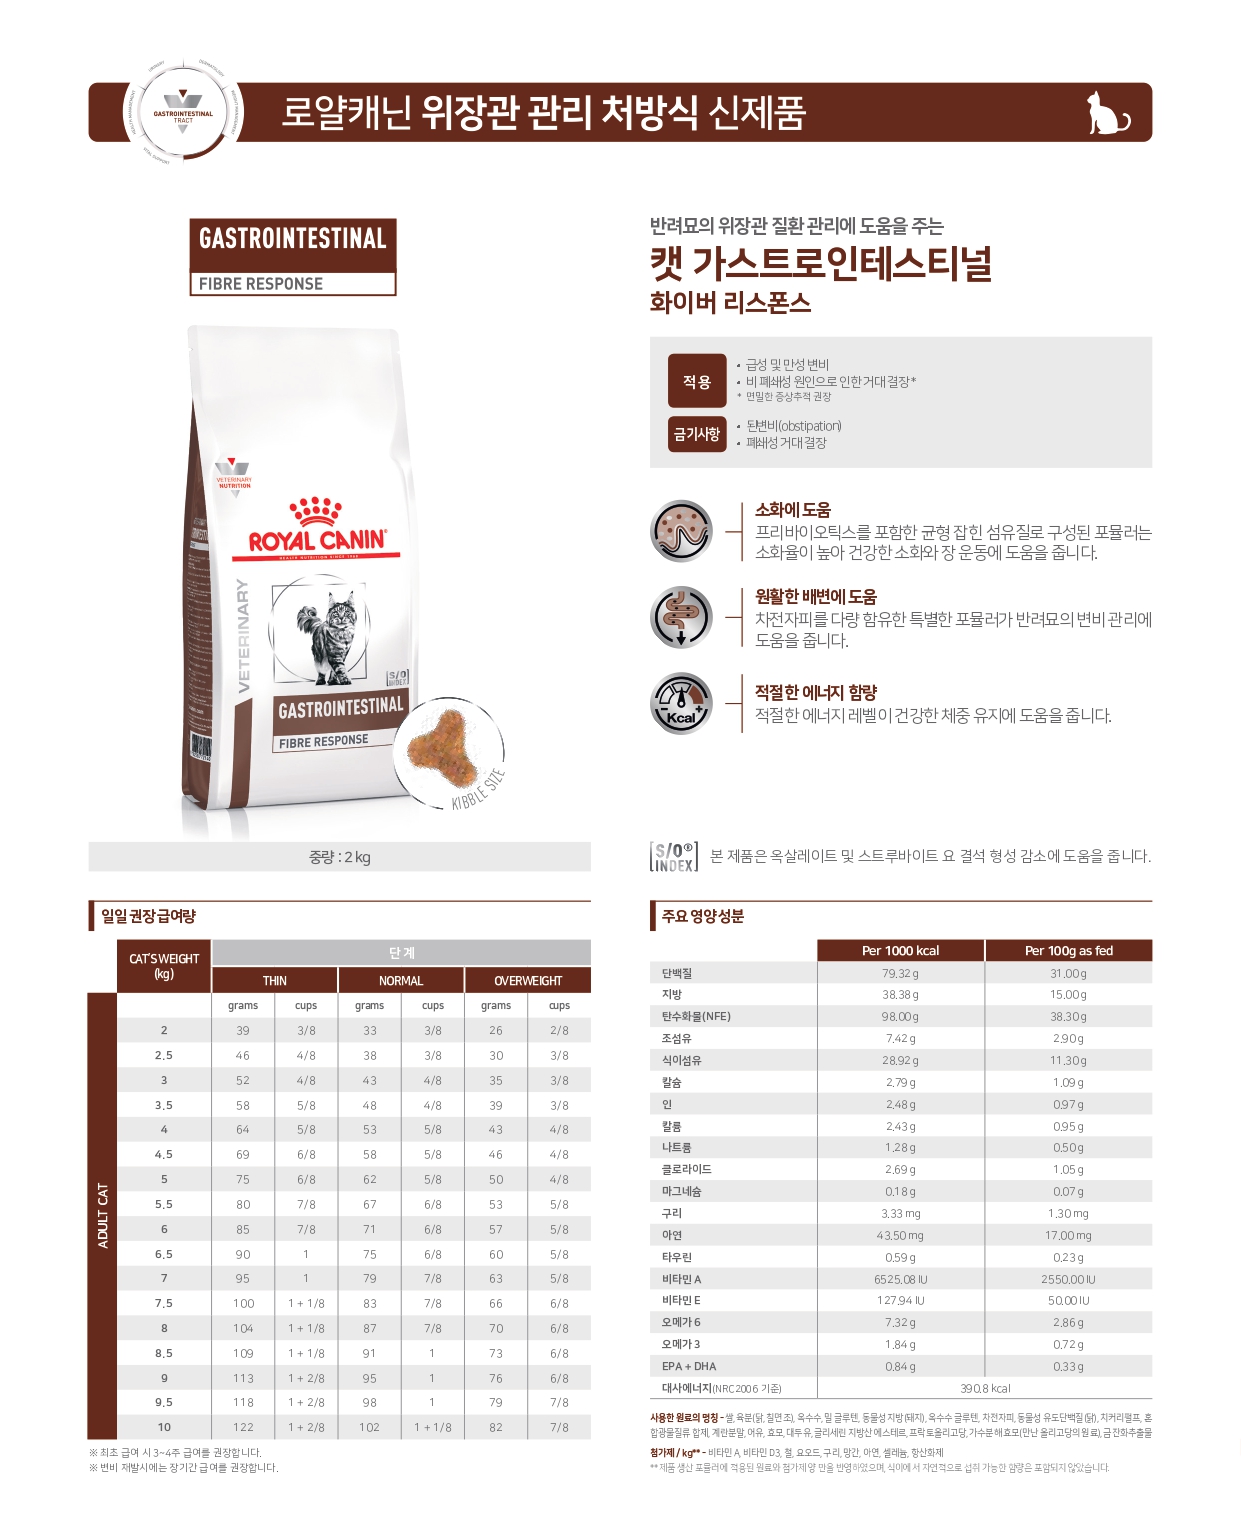 URINARY
DERMATOLOGY
WEIGHT MANAGEMENT
HEALTH MANAGEMENT
VITAL SUPPORT
GASTROINTESTINAL
TRACT
로얄캐닌 위장관 관리 처방식 신제품
GASTROINTESTINAL
FIBRE RESPONSE
VETERINARY
NUTRITION
ROYAL CANIN
HEALTH NUTRITION SINCE 1968
VETERINARY
S/O
INDEX
GASTROINTESTINAL
FIBRE RESPONSE
KIBBLE SIZE
중량 : 2 kg
반려묘의 위장관 질환 관리에 도움을 주는
캣 가스트로인테스티널
화이버 리스폰스
적용
• 급성 및 만성 변비
• 비 폐쇄성 원인으로 인한 거대 결장*
* 면밀한 증상추적 권장
금기사항
• 된변비(obstipation)
• 폐쇄성 거대 결장
소화에 도움
프리바이오틱스를 포함한 균형 잡힌 섬유질로 구성된 포뮬러는
소화율이 높아 건강한 소화와 장 운동에 도움을 줍니다.
원활한 배변에 도움
차전자피를 다량 함유한 특별한 포뮬러가 반려묘의 변비 관리에
도움을 줍니다.
Kcal
적절한 에너지 함량
적절한 에너지 레벨이 건강한 체중 유지에 도움을 줍니다.
S/O®
INDEX
본 제품은 옥살레이트 및 스트루바이트 요 결석 형성 감소에 도움을 줍니다.
일일 권장 급여량
CAT'S WEIGHT (kg) 단 계
THIN NORMAL OVERWEIGHT
grams cups grams cups grams cups
ADULT CAT
2 39 3/8 33 3/8 26 2/8
2.5 46 4/8 38 3/8 30 3/8
3 52 4/8 43 4/8 35 3/8
3.5 58 5/8 48 4/8 39 3/8
4 64 5/8 53 5/8 43 4/8
4.5 69 6/8 58 5/8 46 4/8
5 75 6/8 62 5/8 50 4/8
5.5 80 7/8 67 6/8 53 5/8
6 85 7/8 71 6/8 57 5/8
6.5 90 1 75 6/8 60 5/8
7 95 1 79 7/8 63 5/8
7.5 100 1 + 1/8 83 7/8 66 6/8
8 104 1 + 1/8 87 7/8 70 6/8
8.5 109 1 + 1/8 91 1 73 6/8
9 113 1 + 2/8 95 1 76 6/8
9.5 118 1 + 2/8 98 1 79 7/8
10 122 1 + 2/8 102 1 + 1/8 82 7/8
※ 최초 급여 시 3~4주 급여를 권장합니다.
※ 변비 재발시에는 장기간 급여를 권장합니다.
주요 영양 성분
Per 1000 kcal Per 100g as fed
단백질 79.32 g 31.00 g
지방 38.38 g 15.00 g
탄수화물(NFE) 98.00 g 38.30 g
조섬유 7.42 g 2.90 g
식이섬유 28.92 g 11.30 g
칼슘 2.79 g 1.09 g
인 2.48 g 0.97 g
칼륨 2.43 g 0.95 g
나트륨 1.28 g 0.50 g
클로라이드 2.69 g 1.05 g
마그네슘 0.18 g 0.07 g
구리 3.33 mg 1.30 mg
아연 43.50 mg 17.00 mg
타우린 0.59 g 0.23 g
비타민 A 6525.08 IU 2550.00 IU
비타민 E 127.94 IU 50.00 IU
오메가 6 7.32 g 2.86 g
오메가 3 1.84 g 0.72 g
EPA + DHA 0.84 g 0.33 g
대사에너지(NRC2006 기준) 390.8 kcal
사용한 원료의 명칭 - 쌀, 육분(닭, 칠면조), 옥수수, 밀 글루텐, 동물성 지방(돼지), 옥수수 글루텐, 차전자피, 동물성 유도단백질(닭), 치커리펄프, 혼
합광물질류 합제, 계란분말, 어유, 효모, 대두유, 글리세린 지방산 에스테르, 프락토올리고당, 가수분해효모(만난 올리고당의 원료), 금잔화추출물
첨가제 / kg** - 비타민 A, 비타민 D3, 철, 요오드, 구리, 망간, 아연, 셀레늄, 항산화제
** 제품 생산 포뮬러에 적용된 원료와 첨가제 양 만을 반영하였으며, 식이에서 자연적으로 섭취 가능한 함량은 포함되지 않았습니다.